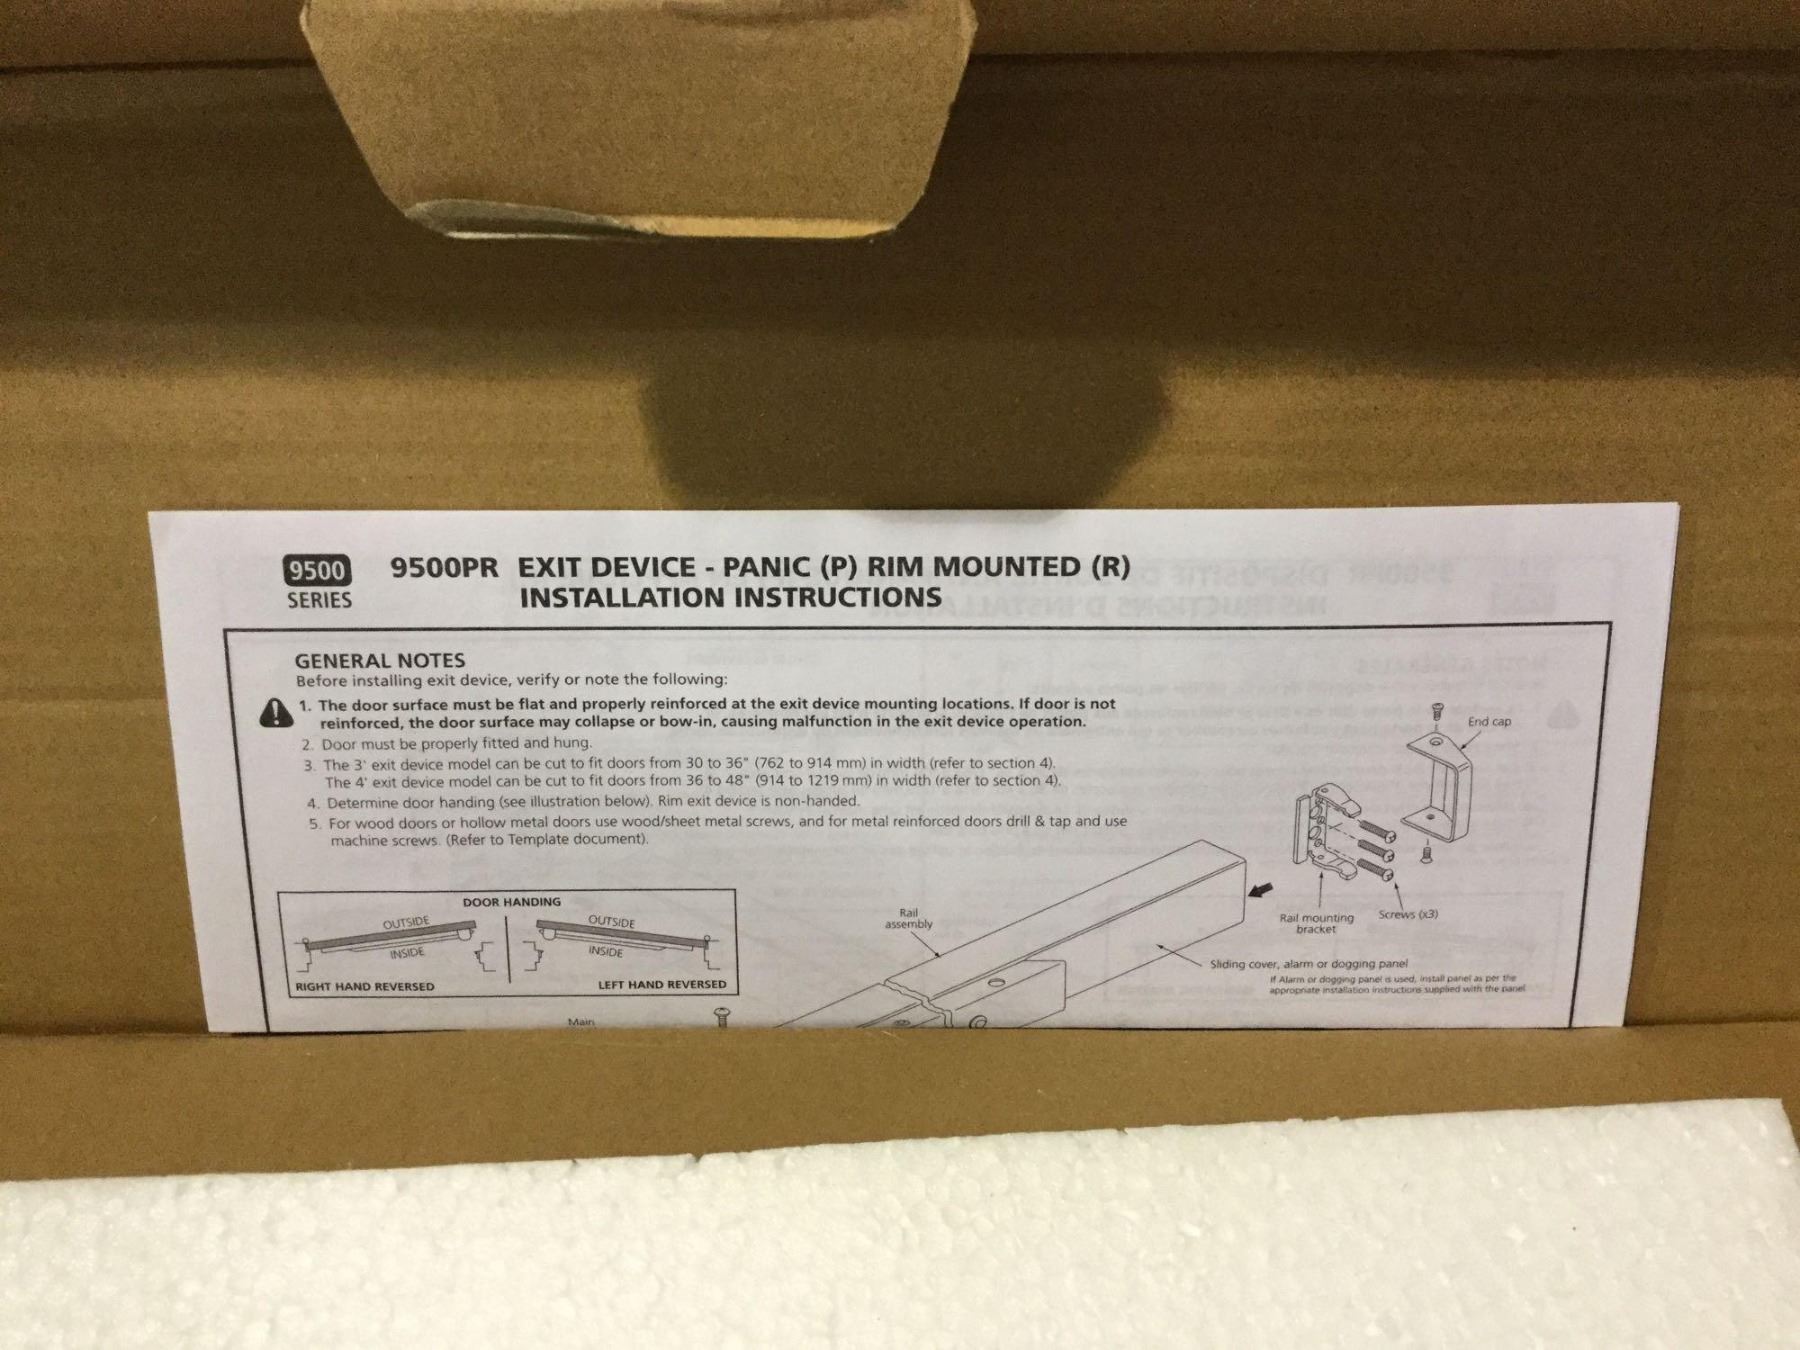 9500
SERIES
9500PR EXIT DEVICE - PANIC (P) RIM MOUNTED (R)
INSTALLATION INSTRUCTIONS
GENERAL NOTES
Before installing exit device, verify or note the following:
1. The door surface must be flat and properly reinforced at the exit device mounting locations. If door is not
reinforced, the door surface may collapse or bow-in, causing malfunction in the exit device operation.
2. Door must be properly fitted and hung.
3. The 3' exit device model can be cut to fit doors from 30 to 36" (762 to 914 mm) in width (refer to section 4).
The 4' exit device model can be cut to fit doors from 36 to 48" (914 to 1219 mm) in width (refer to section 4).
4. Determine door handing (see illustration below). Rim exit device is non-handed.
5. For wood doors or hollow metal doors use wood/sheet metal screws, and for metal reinforced doors drill & tap and use
machine screws. (Refer to Template document).
DOOR HANDING
OUTSIDE
INSIDE
RIGHT HAND REVERSED
OUTSIDE
INSIDE
LEFT HAND REVERSED
End cap
Rail mounting
bracket
Screws (x3)
Rail
assembly
Sliding cover, alarm or dogging panel
If Alarm or dogging panel is used, install panel as per the
appropriate installation instructions supplied with the panel
Main